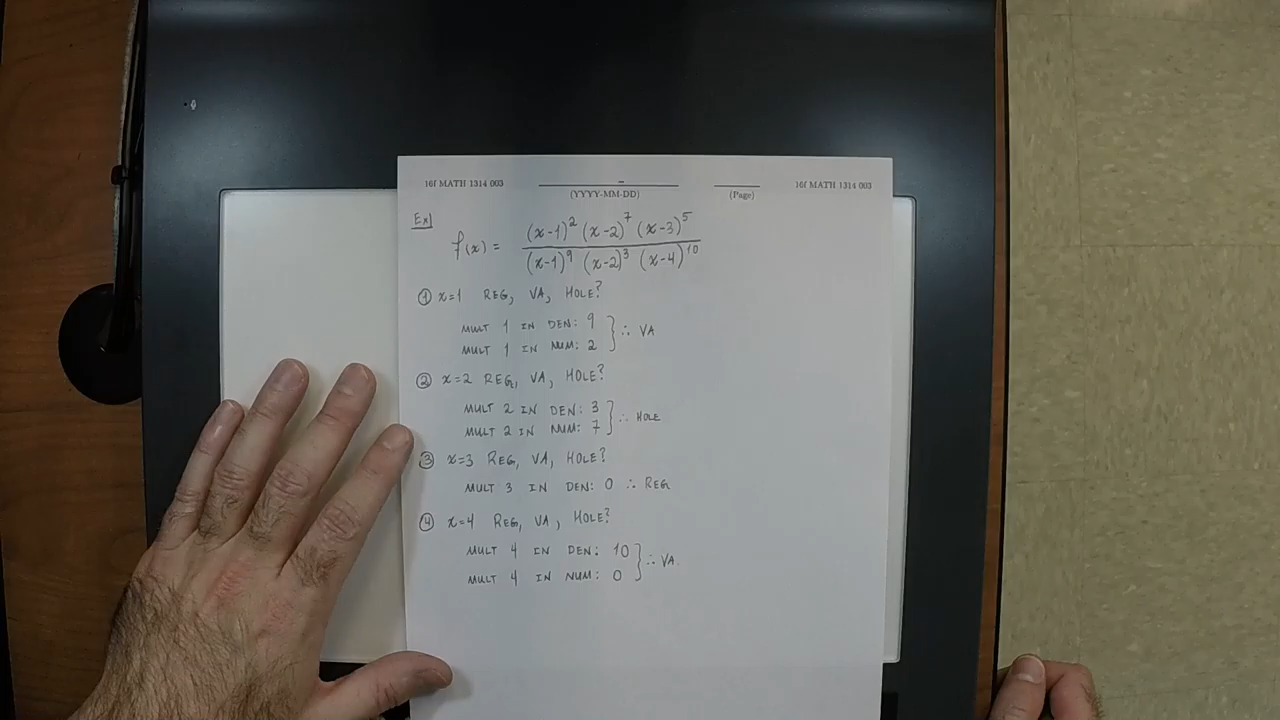 16f MATH 1314 003 (YYYY-MM-DD) (Page) 16f MATH 1314 003
Ex
f(x) = (x-1)^2 (x-2)^7 (x-3)^5 / (x-1)^9 (x-2)^3 (x-4)^10
① x=1 REG, VA, HOLE?
MULT 1 IN DEN: 9
MULT 1 IN NUM: 2 } ∴ VA
② x=2 REG, VA, HOLE?
MULT 2 IN DEN: 3
MULT 2 IN NUM: 7 } ∴ HOLE
③ x=3 REG, VA, HOLE?
MULT 3 IN DEN: 0 ∴ REG
④ x=4 REG, VA, HOLE?
MULT 4 IN DEN: 10
MULT 4 IN NUM: 0 } ∴ VA